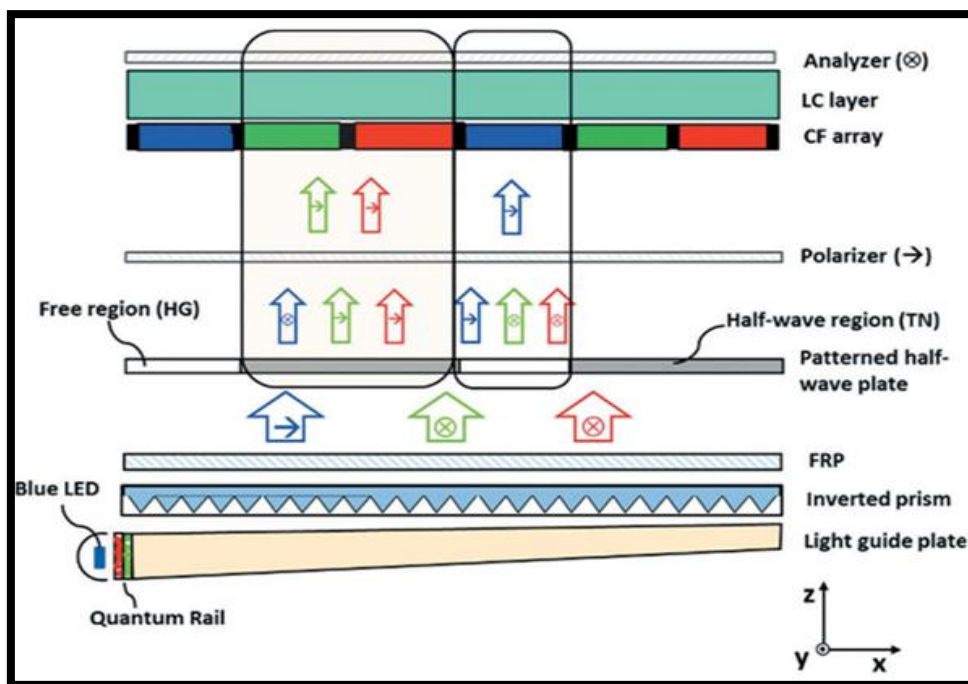 Analyzer (⊗)
LC layer
CF array
Polarizer (→)
Free region (HG)
Half-wave region (TN)
Patterned half-
wave plate
FRP
Blue LED
Inverted prism
Light guide plate
Quantum Rail
z
y
x